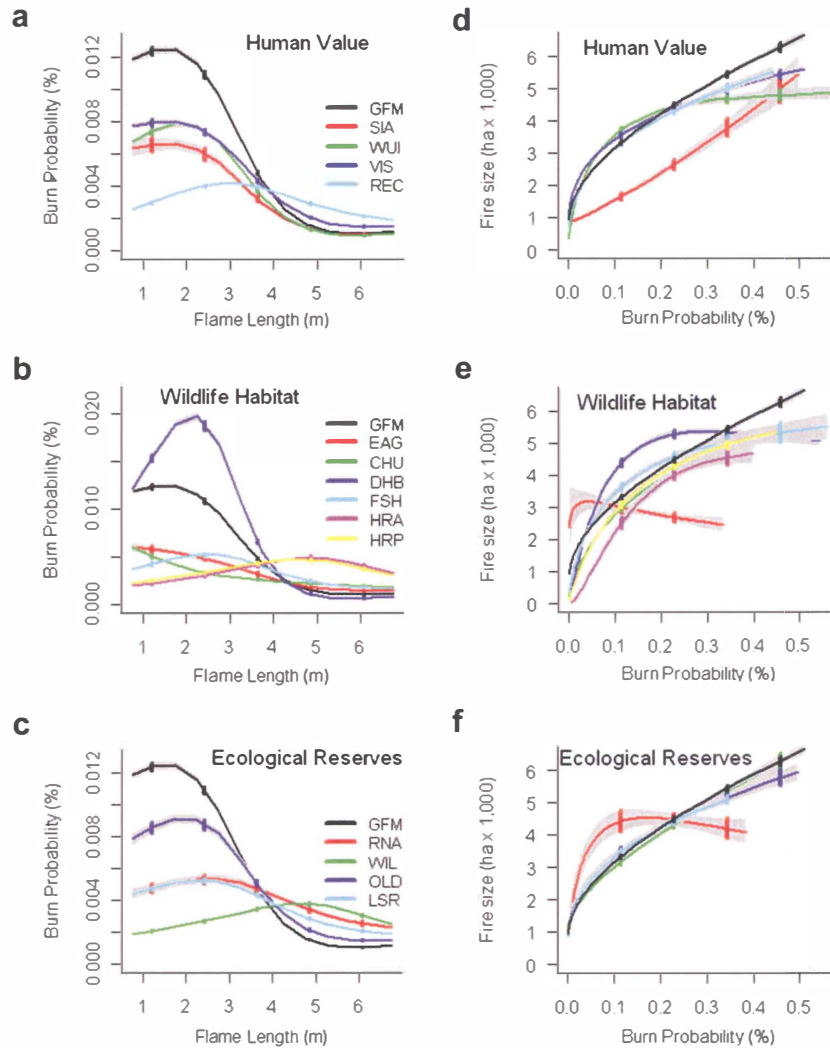 a
Human Value
Burn Probability (%)
0.012
0.008
0.004
0.000
GFM
SIA
WUI
VIS
REC
1 2 3 4 5 6
Flame Length (m)
d
Human Value
Fire size (ha x 1,000)
6
5
4
3
2
1
0
0.0 0.1 0.2 0.3 0.4 0.5
Burn Probability (%)
b
Wildlife Habitat
Burn Probability (%)
0.020
0.010
0.000
GFM
EAG
CHU
DHB
FSH
HRA
HRP
1 2 3 4 5 6
Flame Length (m)
e
Wildlife Habitat
Fire size (ha x 1,000)
6
5
4
3
2
1
0
0.0 0.1 0.2 0.3 0.4 0.5
Burn Probability (%)
c
Ecological Reserves
Burn Probability (%)
0.012
0.008
0.004
0.000
GFM
RNA
WIL
OLD
LSR
1 2 3 4 5 6
Flame Length (m)
f
Ecological Reserves
Fire size (ha x 1,000)
6
5
4
3
2
1
0
0.0 0.1 0.2 0.3 0.4 0.5
Burn Probability (%)